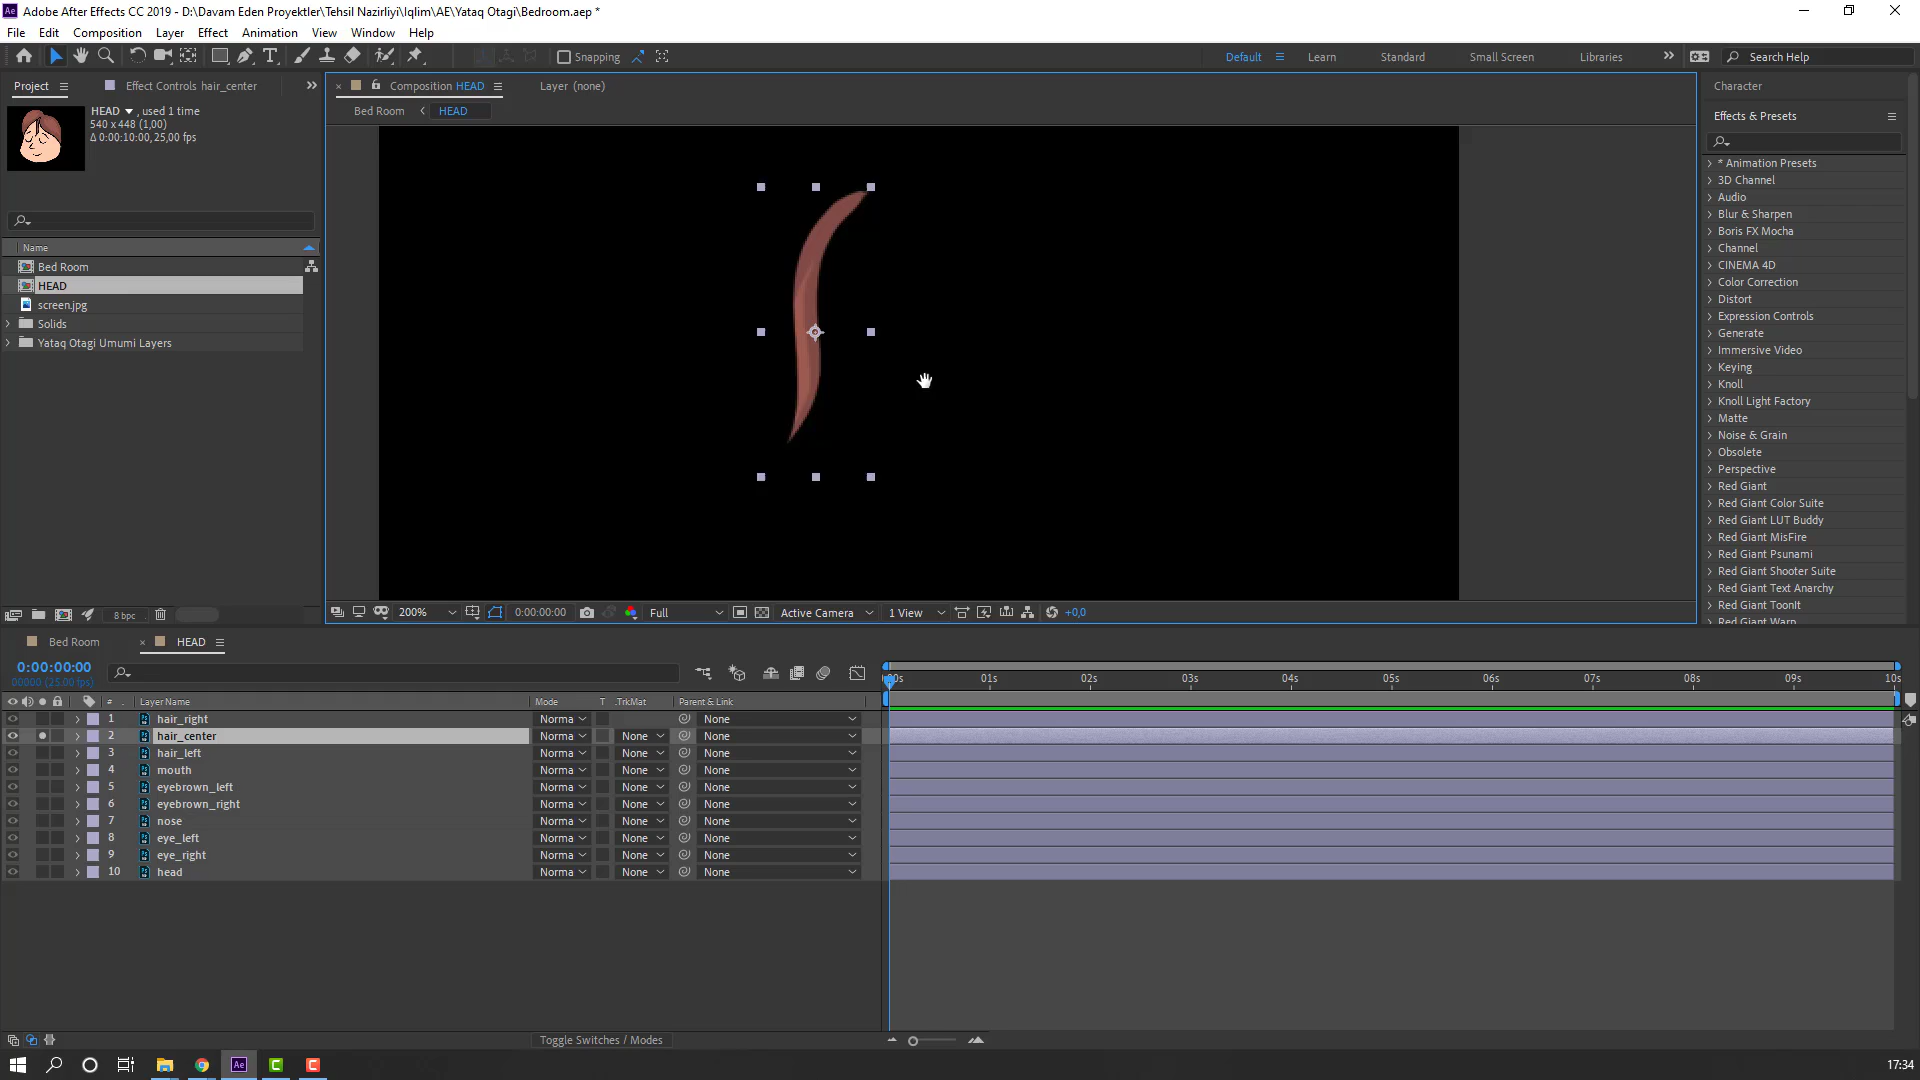 Adobe After Effects CC 2019 - D:\Davam Eden Proyektler\Tehsil Nazirliyi\Iqlim\AE\Yataq Otagi\Bedroom.aep *
File Edit Composition Layer Effect Animation View Window Help
Snapping
Default Learn Standard Small Screen Libraries Search Help
Project Effect Controls hair_center
Composition HEAD Layer (none)
Character
HEAD , used 1 time
540 x 448 (1,00)
Δ 0:00:10:00, 25,00 fps
Bed Room HEAD
Effects & Presets
* Animation Presets
3D Channel
Audio
Blur & Sharpen
Boris FX Mocha
Channel
CINEMA 4D
Color Correction
Distort
Expression Controls
Generate
Immersive Video
Keying
Knoll
Knoll Light Factory
Matte
Noise & Grain
Obsolete
Perspective
Red Giant
Red Giant Color Suite
Red Giant LUT Buddy
Red Giant MisFire
Red Giant Psunami
Red Giant Shooter Suite
Red Giant Text Anarchy
Red Giant ToonIt
Red Giant Warp
Name
Bed Room
HEAD
screen.jpg
Solids
Yataq Otagi Umumi Layers
8 bpc
200% 0:00:00:00 Full Active Camera 1 View +0,0
Bed Room HEAD
0:00:00:00
00000 (25.00 fps)
00s 01s 02s 03s 04s 05s 06s 07s 08s 09s 10s
# Layer Name Mode T .TrkMat Parent & Link
1 hair_right Norma None
2 hair_center Norma None None
3 hair_left Norma None None
4 mouth Norma None None
5 eyebrown_left Norma None None
6 eyebrown_right Norma None None
7 nose Norma None None
8 eye_left Norma None None
9 eye_right Norma None None
10 head Norma None None
Toggle Switches / Modes
17:34